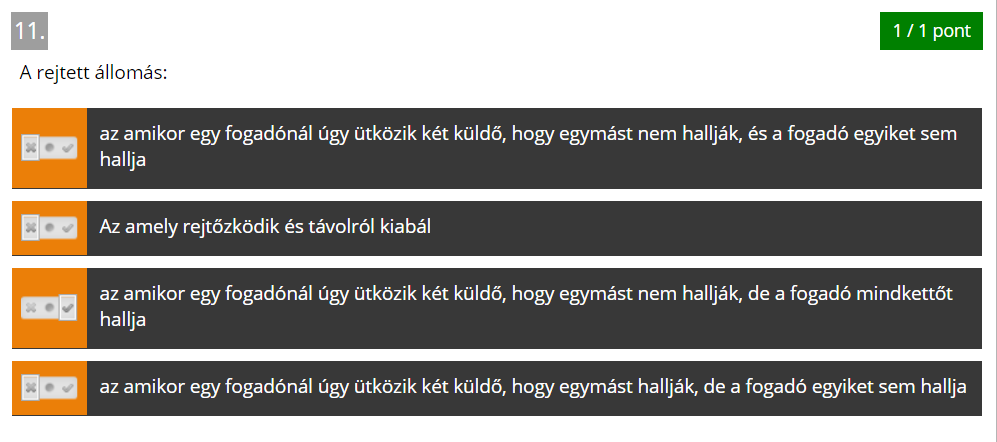 11.
1 / 1 pont
A rejtett állomás:
az amikor egy fogadónál úgy ütközik két küldő, hogy egymást nem hallják, és a fogadó egyiket sem
hallja
Az amely rejtőzködik és távolról kiabál
az amikor egy fogadónál úgy ütközik két küldő, hogy egymást nem hallják, de a fogadó mindkettőt
hallja
az amikor egy fogadónál úgy ütközik két küldő, hogy egymást hallják, de a fogadó egyiket sem hallja